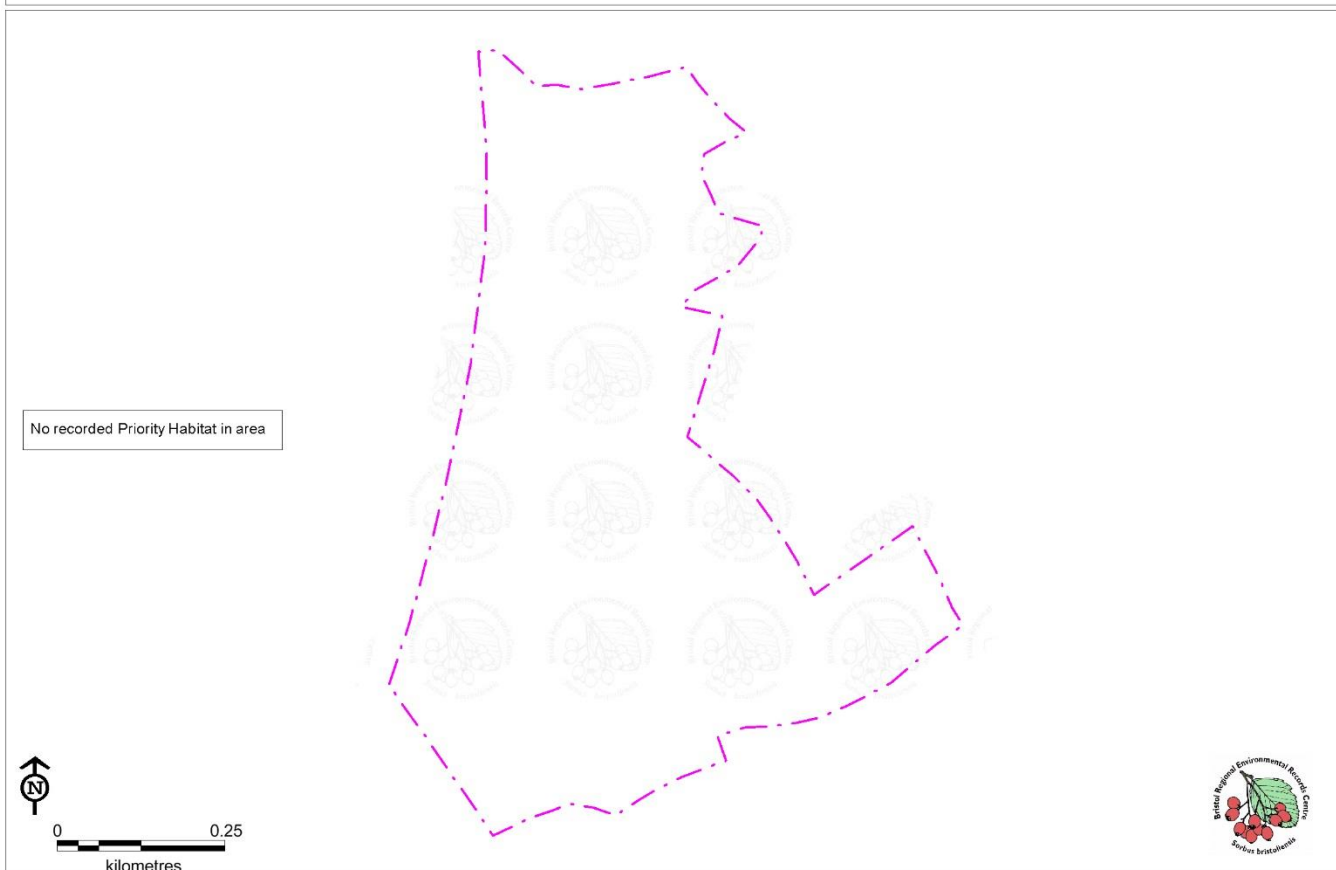 No recorded Priority Habitat in area
N
0 0.25
kilometres
Bristol Regional Environmental Records Centre
Sorbus bristoliensis